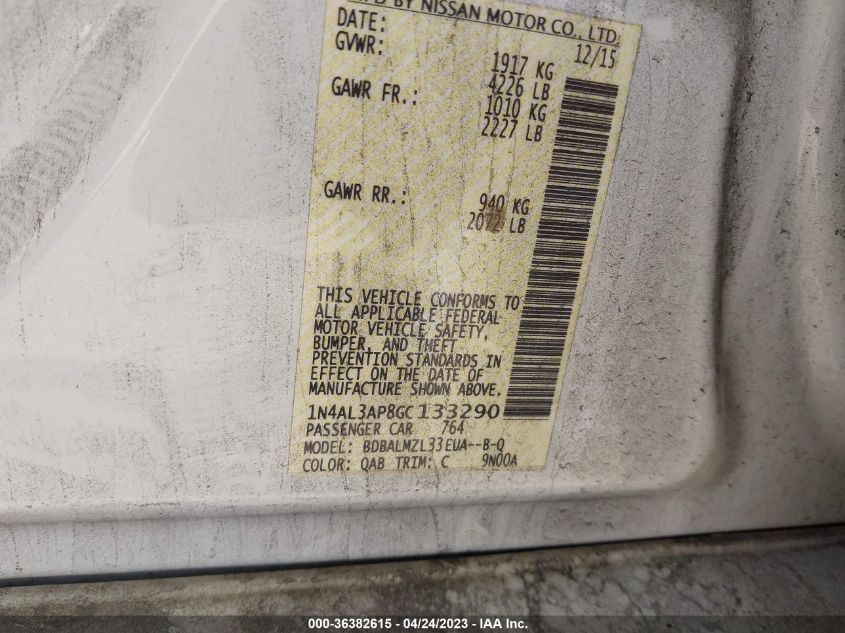 BY NISSAN MOTOR CO., LTD.
DATE: 12/15
GVWR: 1917 KG
4226 LB
GAWR FR.: 1010 KG
2227 LB
GAWR RR.: 940 KG
2072 LB
THIS VEHICLE CONFORMS TO
ALL APPLICABLE FEDERAL
MOTOR VEHICLE SAFETY,
BUMPER, AND THEFT
PREVENTION STANDARDS IN
EFFECT ON THE DATE OF
MANUFACTURE SHOWN ABOVE.
1N4AL3AP8GC133290
PASSENGER CAR 764
MODEL: BDBALMZL33EUA--B-Q
COLOR: QAB TRIM: C 9N00A
000-36382615 - 04/24/2023 - IAA Inc.